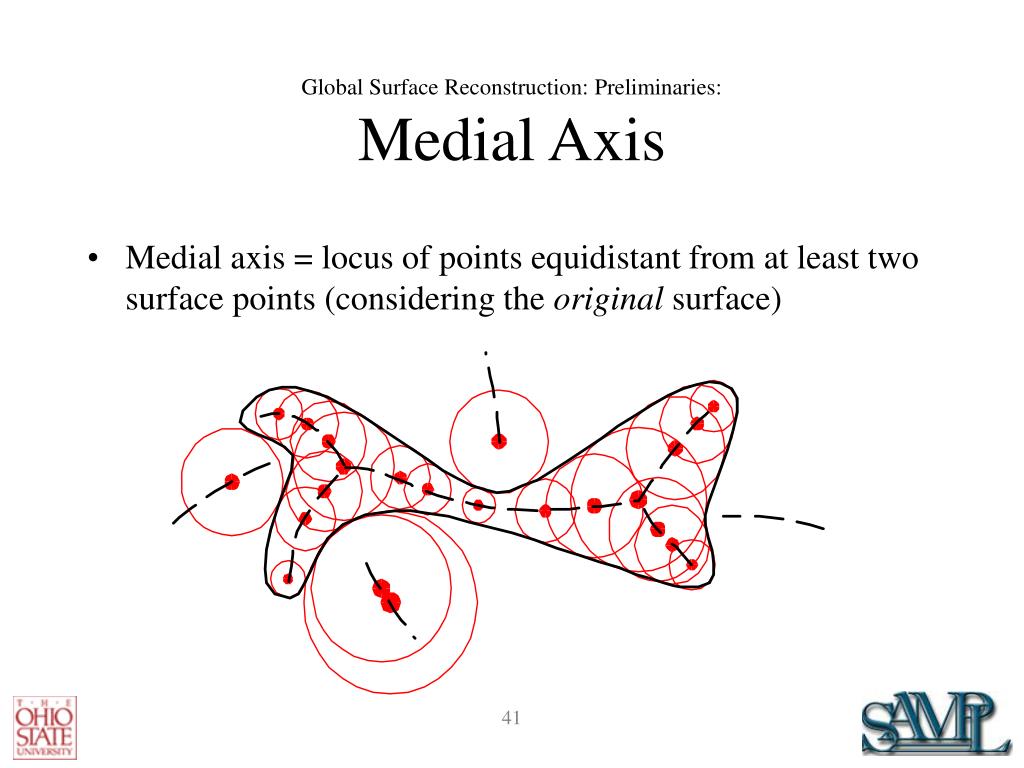 Global Surface Reconstruction: Preliminaries:
Medial Axis
• Medial axis = locus of points equidistant from at least two
surface points (considering the original surface)
41
T · H · E
OHIO
STATE
UNIVERSITY
SAMPL